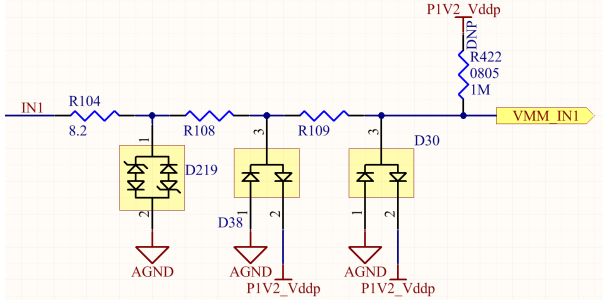 P1V2_Vddp
DNP
R422
0805
1M
IN1
R104
8.2
R108
R109
VMM_IN1
1
3
3
D30
D219
2
D38
1
2
1
2
AGND
AGND
AGND
P1V2_Vddp
P1V2_Vddp